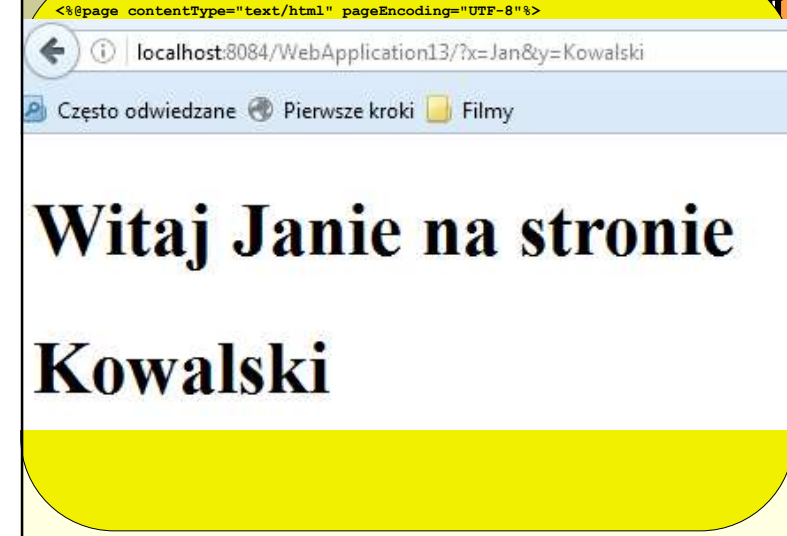 <%@page contentType="text/html" pageEncoding="UTF-8"%>
localhost:8084/WebApplication13/?x=Jan&y=Kowalski
Często odwiedzane Pierwsze kroki Filmy
Witaj Janie na stronie
Kowalski